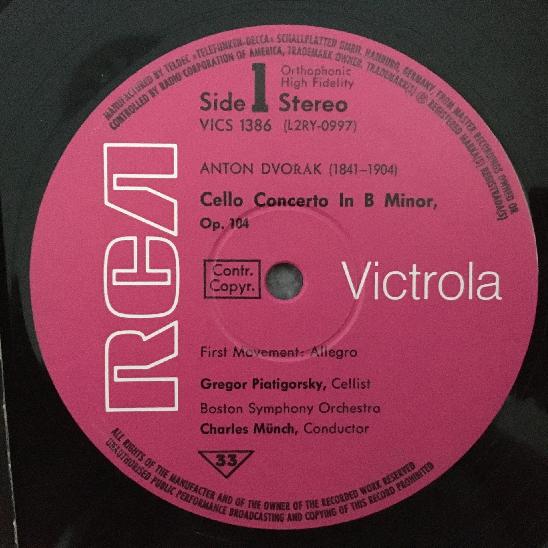 MANUFACTURED BY TELDEC »TELEFUNKEN-DECCA« SCHALLPLATTEN GMBH, HAMBURG, GERMANY, FROM MASTER RECORDINGS OWNED OR
CONTROLLED BY RADIO CORPORATION OF AMERICA, TRADEMARK OWNER, TRADEMARK(S) ® REGISTERED MARKA(S) REGISTRADA(S)
Side 1 Stereo
Orthophonic
High Fidelity
VICS 1386 (L2RY-0997)
ANTON DVORAK (1841–1904)
Cello Concerto In B Minor,
Op. 104
Contr.
Copyr.
RCA
Victrola
First Movement: Allegro
Gregor Piatigorsky, Cellist
Boston Symphony Orchestra
Charles Münch, Conductor
33
ALL RIGHTS OF THE MANUFACTER AND OF THE OWNER OF THE RECORDED WORK RESERVED
UNAUTHORISED PUBLIC PERFORMANCE BROADCASTING AND COPYING OF THIS RECORD PROHIBITED